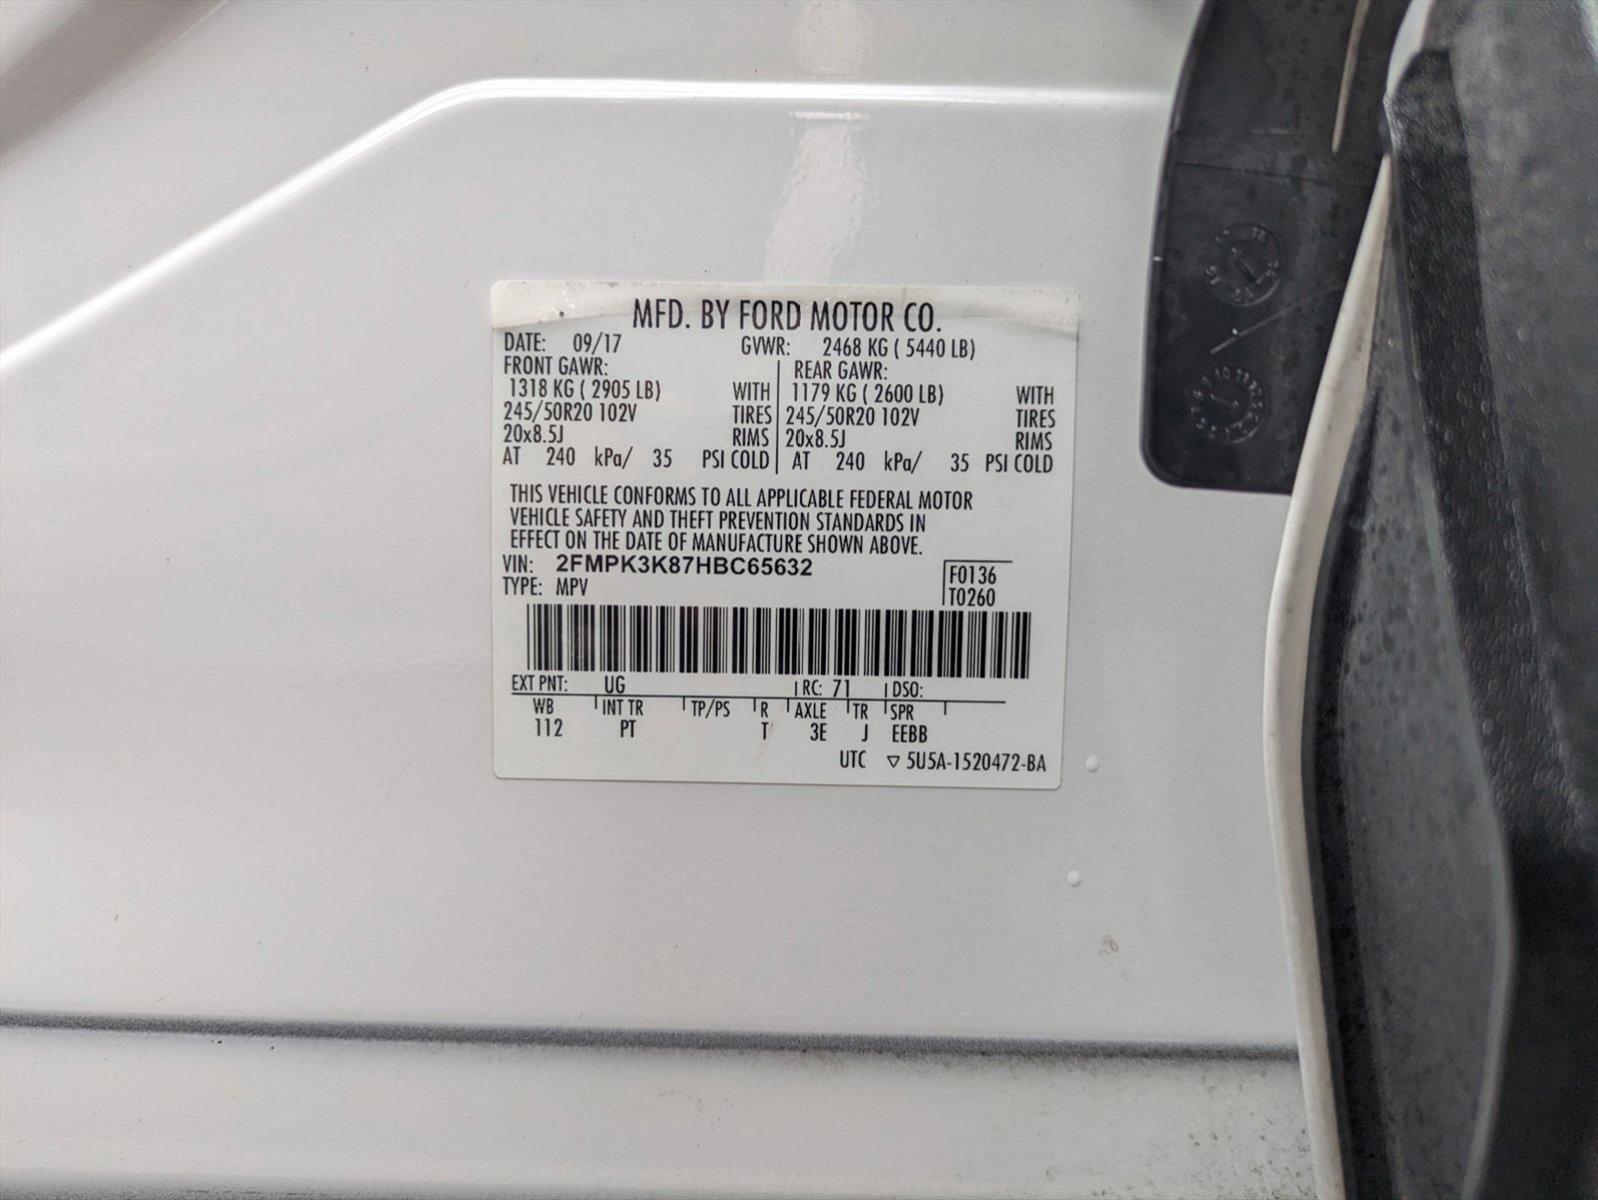 MFD. BY FORD MOTOR CO.
DATE: 09/17 GVWR: 2468 KG ( 5440 LB)
FRONT GAWR: REAR GAWR:
1318 KG ( 2905 LB) WITH 1179 KG ( 2600 LB) WITH
245/50R20 102V TIRES 245/50R20 102V TIRES
20x8.5J RIMS 20x8.5J RIMS
AT 240 kPa/ 35 PSI COLD AT 240 kPa/ 35 PSI COLD
THIS VEHICLE CONFORMS TO ALL APPLICABLE FEDERAL MOTOR
VEHICLE SAFETY AND THEFT PREVENTION STANDARDS IN
EFFECT ON THE DATE OF MANUFACTURE SHOWN ABOVE.
VIN: 2FMPK3K87HBC65632
F0136
TYPE: MPV
T0260
EXT PNT: UG RC: 71 DSO:
WB INT TR TP/PS R AXLE TR SPR
112 PT T 3E J EEBB
UTC ▽ 5U5A-1520472-BA